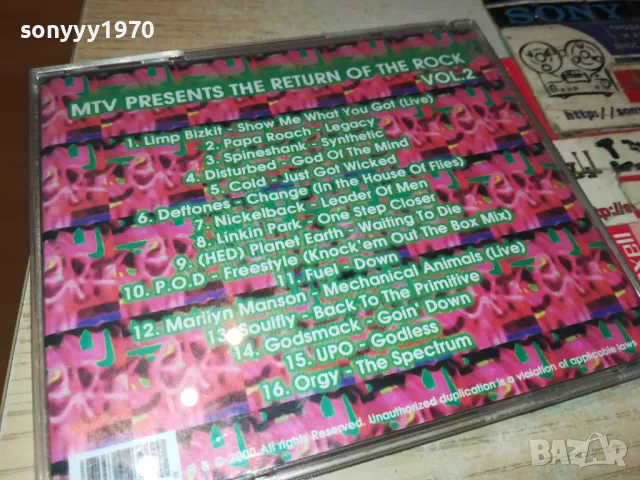 sonyyy1970
SONY
MTV PRESENTS THE RETURN OF THE ROCK
VOL.2
1. Limp Bizkit - Show Me What You Got (Live)
2. Papa Roach - Legacy
3. Spineshank - Synthetic
4. Disturbed - God Of The Mind
5. Cold - Just Got Wicked
6. Deftones - Change (In the House Of Flies)
7. Nickelback - Leader Of Men
8. Linkin Park - One Step Closer
9. (HED) Planet Earth - Waiting To Die
10. P.O.D - Freestyle (Knock'em Out The Box Mix)
11. Fuel - Down
12. Marilyn Manson - Mechanical Animals (Live)
13. Soulfly - Back To The Primitive
14. Godsmack - Goin' Down
15. UPO - Godless
16. Orgy - The Spectrum
© 2000 All rights Reserved. Unauthorized duplication is a violation of applicable laws
http://so
BAZAR
bg